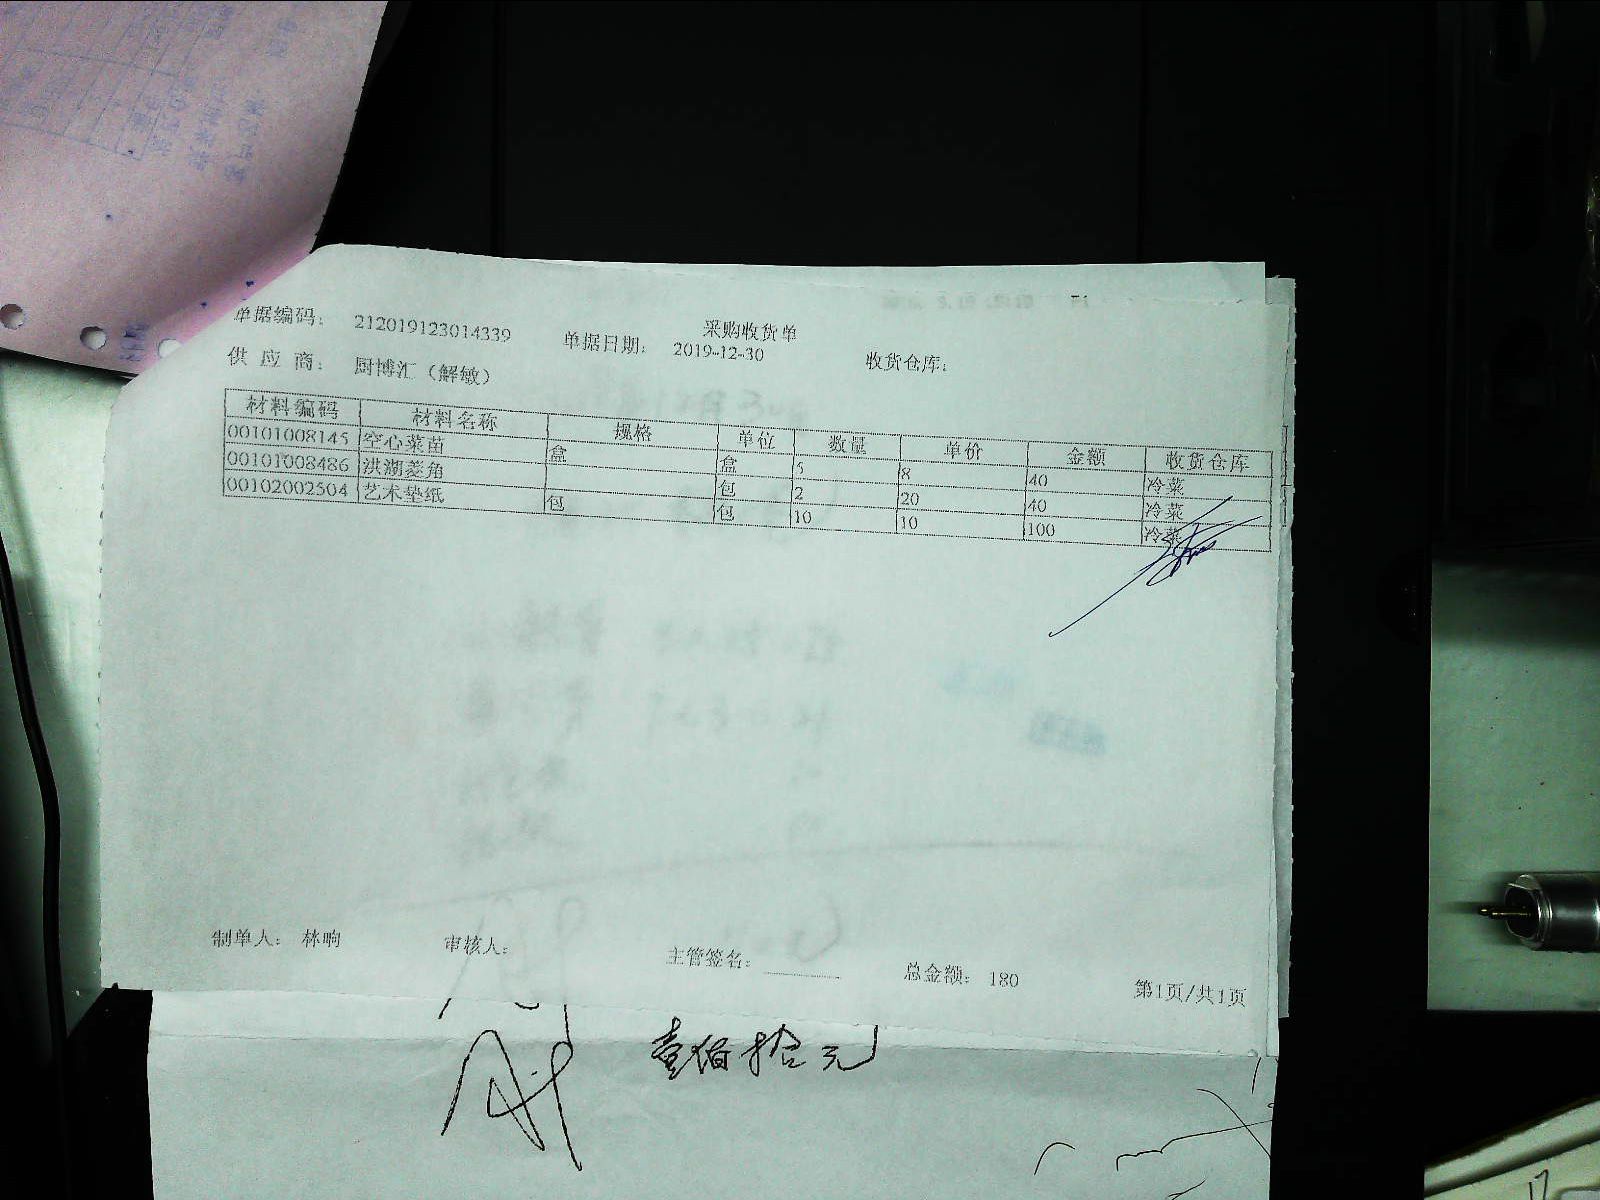 采购收货单
单据编码: 212019123014339 单据日期: 2019-12-30 收货仓库:
供应商: 厨博汇(解敏)
材料编码 材料名称 规格 单位 数量 单价 金额 收货仓库
00101008145 空心菜苗 盒 盒 5 8 40 冷菜
00101008486 洪湖菱角 包 2 20 40 冷菜
00102002504 艺术垫纸 包 包 10 10 100 冷菜
制单人: 林响 审核人: 主管签名: 总金额: 180 第1页/共1页
壹佰拾元